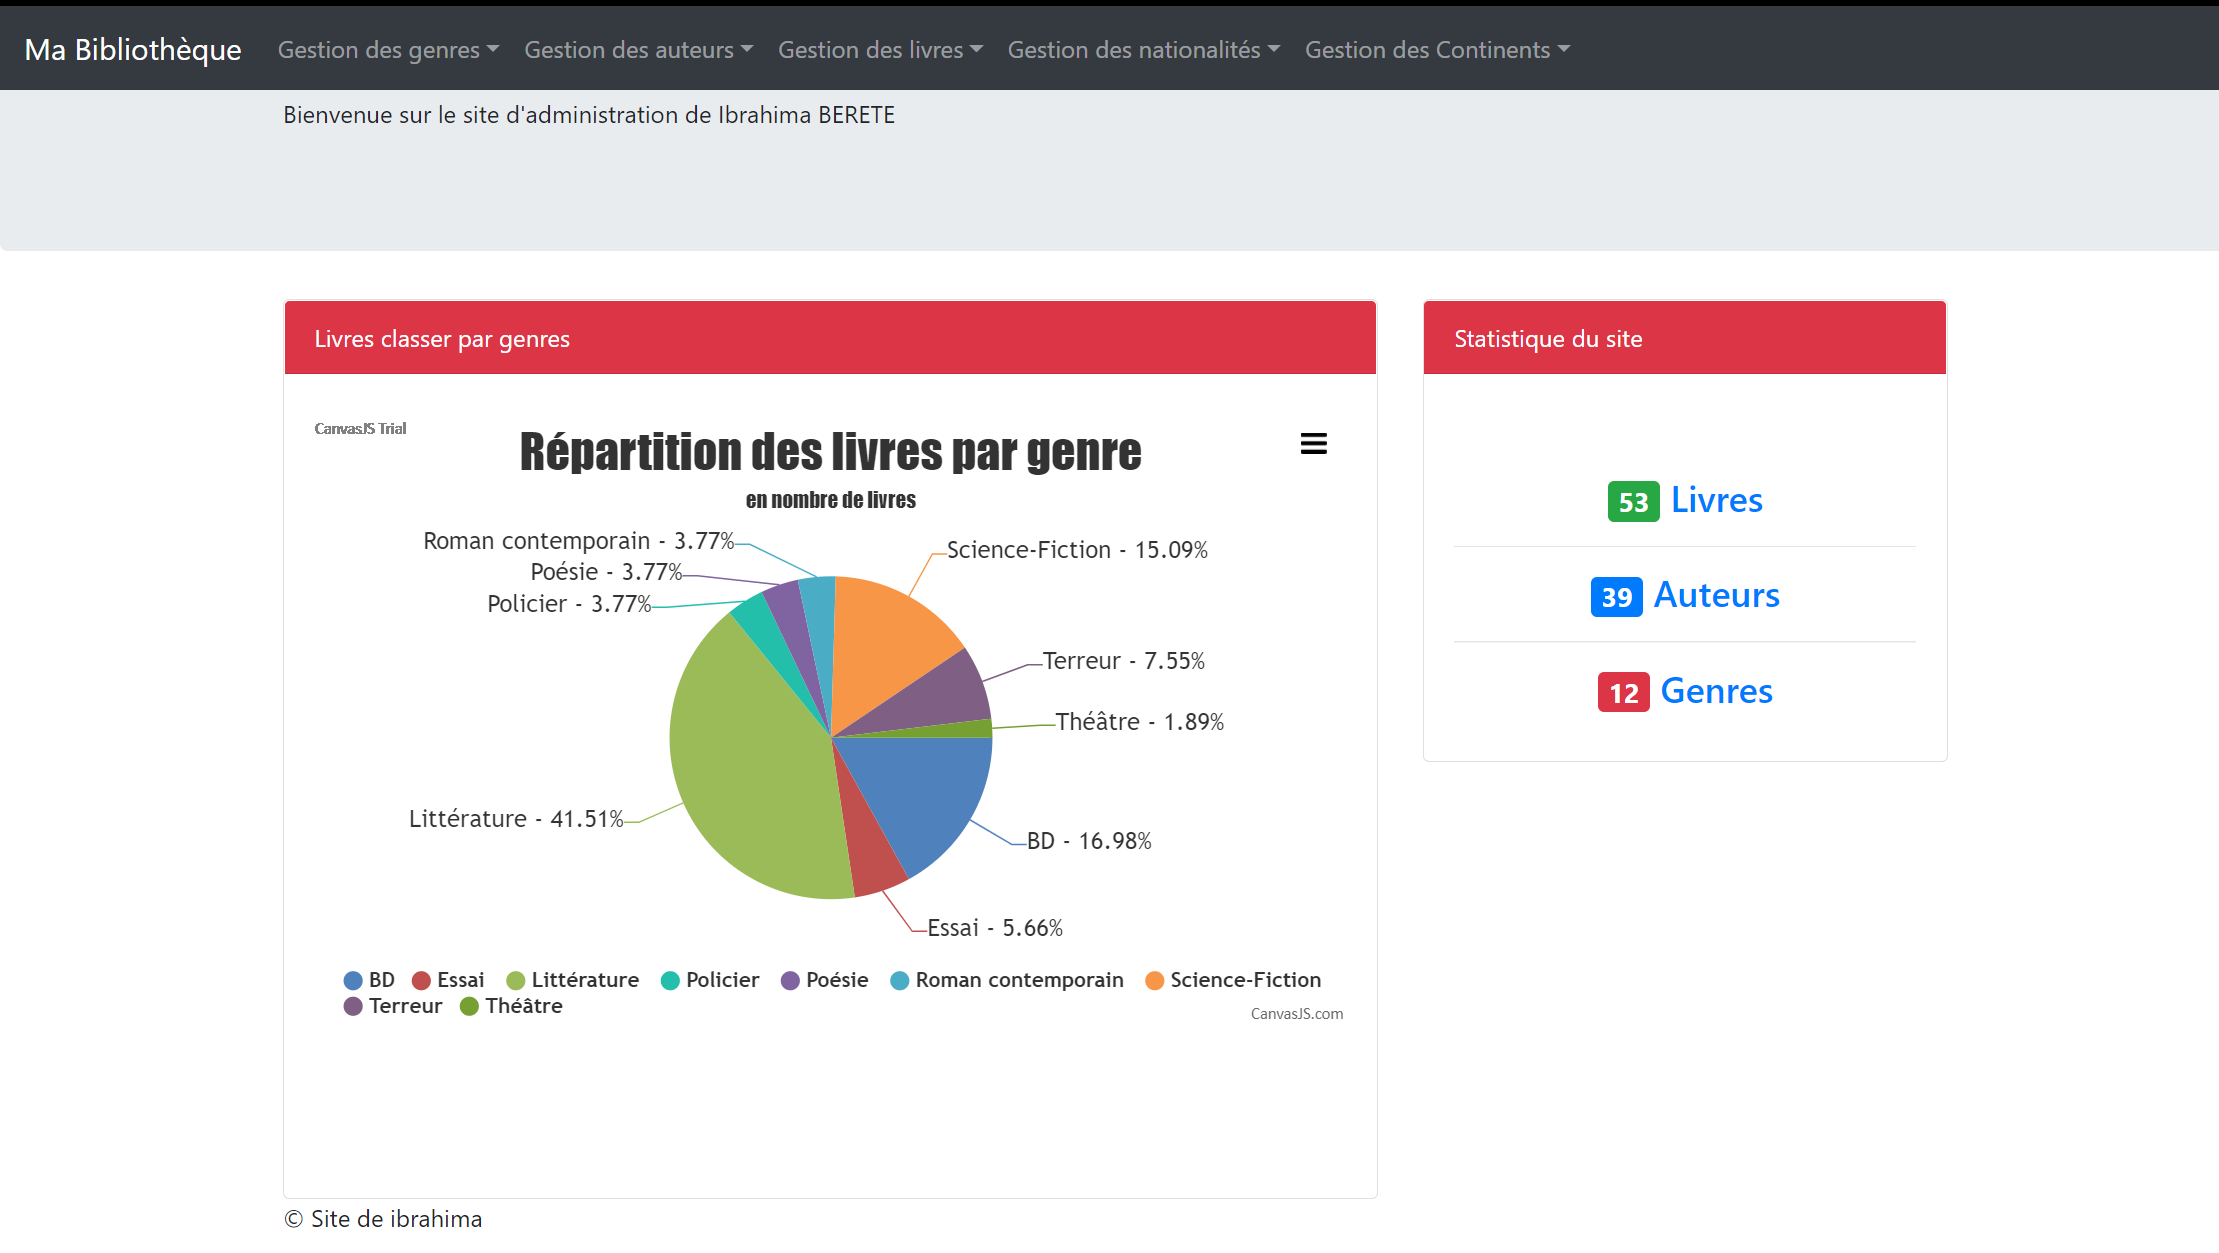 Ma Bibliothèque Gestion des genres Gestion des auteurs Gestion des livres Gestion des nationalités Gestion des Continents
Bienvenue sur le site d'administration de Ibrahima BERETE
Livres classer par genres
CanvasJS Trial
Répartition des livres par genre
en nombre de livres
Roman contemporain - 3.77%
Science-Fiction - 15.09%
Poésie - 3.77%
Policier - 3.77%
Terreur - 7.55%
Théâtre - 1.89%
Littérature - 41.51%
BD - 16.98%
Essai - 5.66%
BD Essai Littérature Policier Poésie Roman contemporain Science-Fiction
Terreur Théâtre
CanvasJS.com
Statistique du site
53 Livres
39 Auteurs
12 Genres
© Site de ibrahima